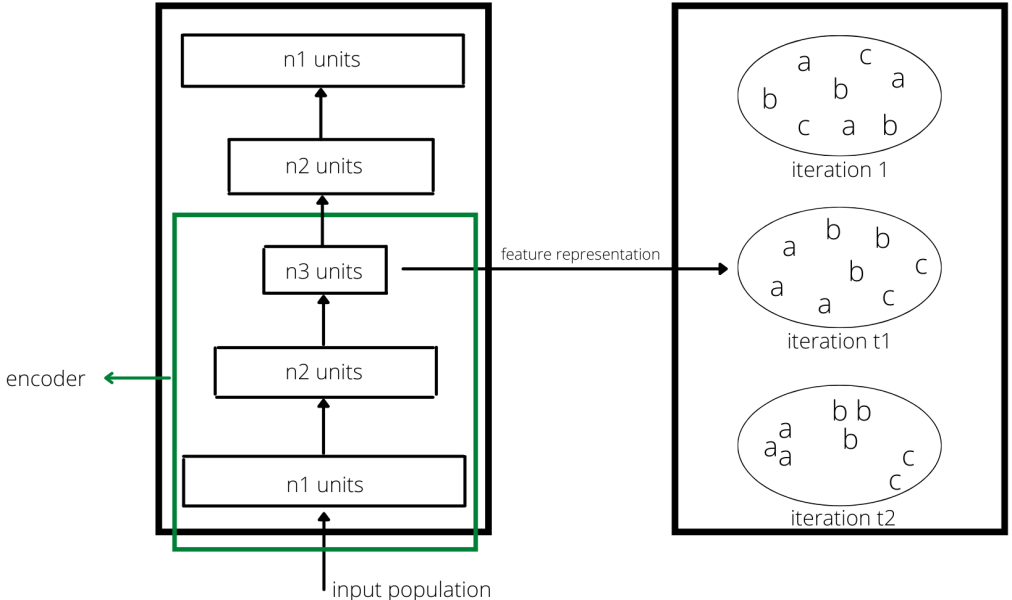 n1 units
n2 units
n3 units
n2 units
n1 units
encoder
input population
feature representation
a c
a
b b
c a b
iteration 1
b b
a
b c
a c
a
iteration t1
b b
a b
a a
c
c
iteration t2